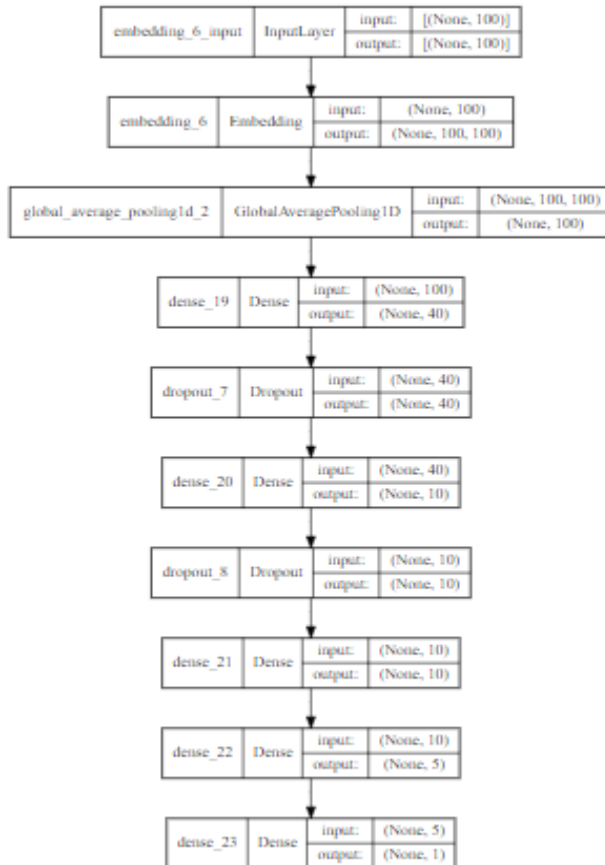 embedding_6_input InputLayer input: [(None, 100)]
output: [(None, 100)]
embedding_6 Embedding input: (None, 100)
output: (None, 100, 100)
global_average_pooling1d_2 GlobalAveragePooling1D input: (None, 100, 100)
output: (None, 100)
dense_19 Dense input: (None, 100)
output: (None, 40)
dropout_7 Dropout input: (None, 40)
output: (None, 40)
dense_20 Dense input: (None, 40)
output: (None, 10)
dropout_8 Dropout input: (None, 10)
output: (None, 10)
dense_21 Dense input: (None, 10)
output: (None, 10)
dense_22 Dense input: (None, 10)
output: (None, 5)
dense_23 Dense input: (None, 5)
output: (None, 1)